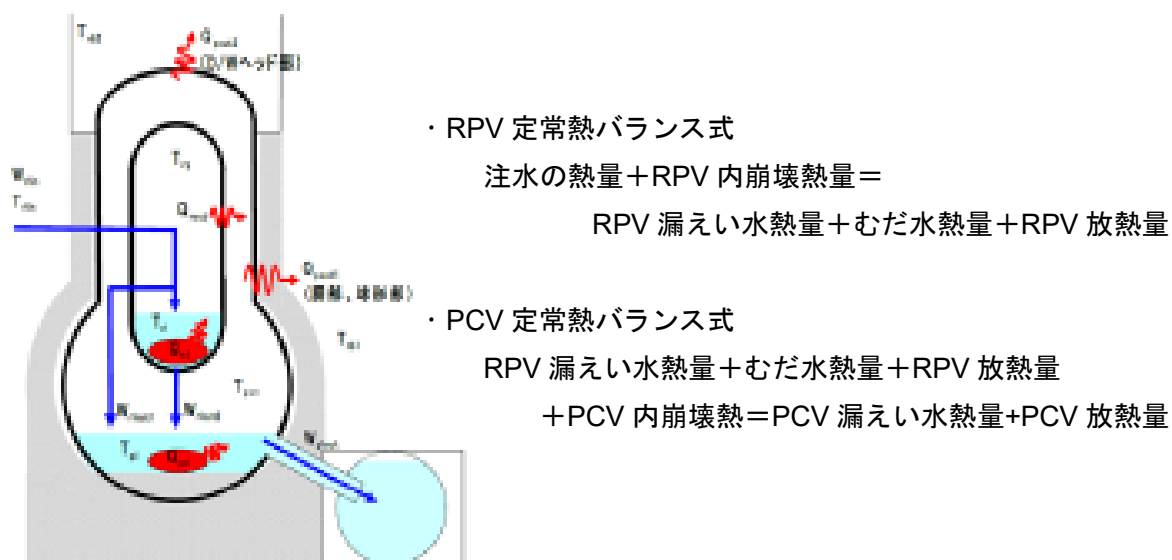 (D/Wヘッド部)
・RPV 定常熱バランス式
注水の熱量＋RPV 内崩壊熱量＝
RPV 漏えい水熱量＋むだ水熱量＋RPV 放熱量
・PCV 定常熱バランス式
RPV 漏えい水熱量＋むだ水熱量＋RPV 放熱量
＋PCV 内崩壊熱＝PCV 漏えい水熱量+PCV 放熱量